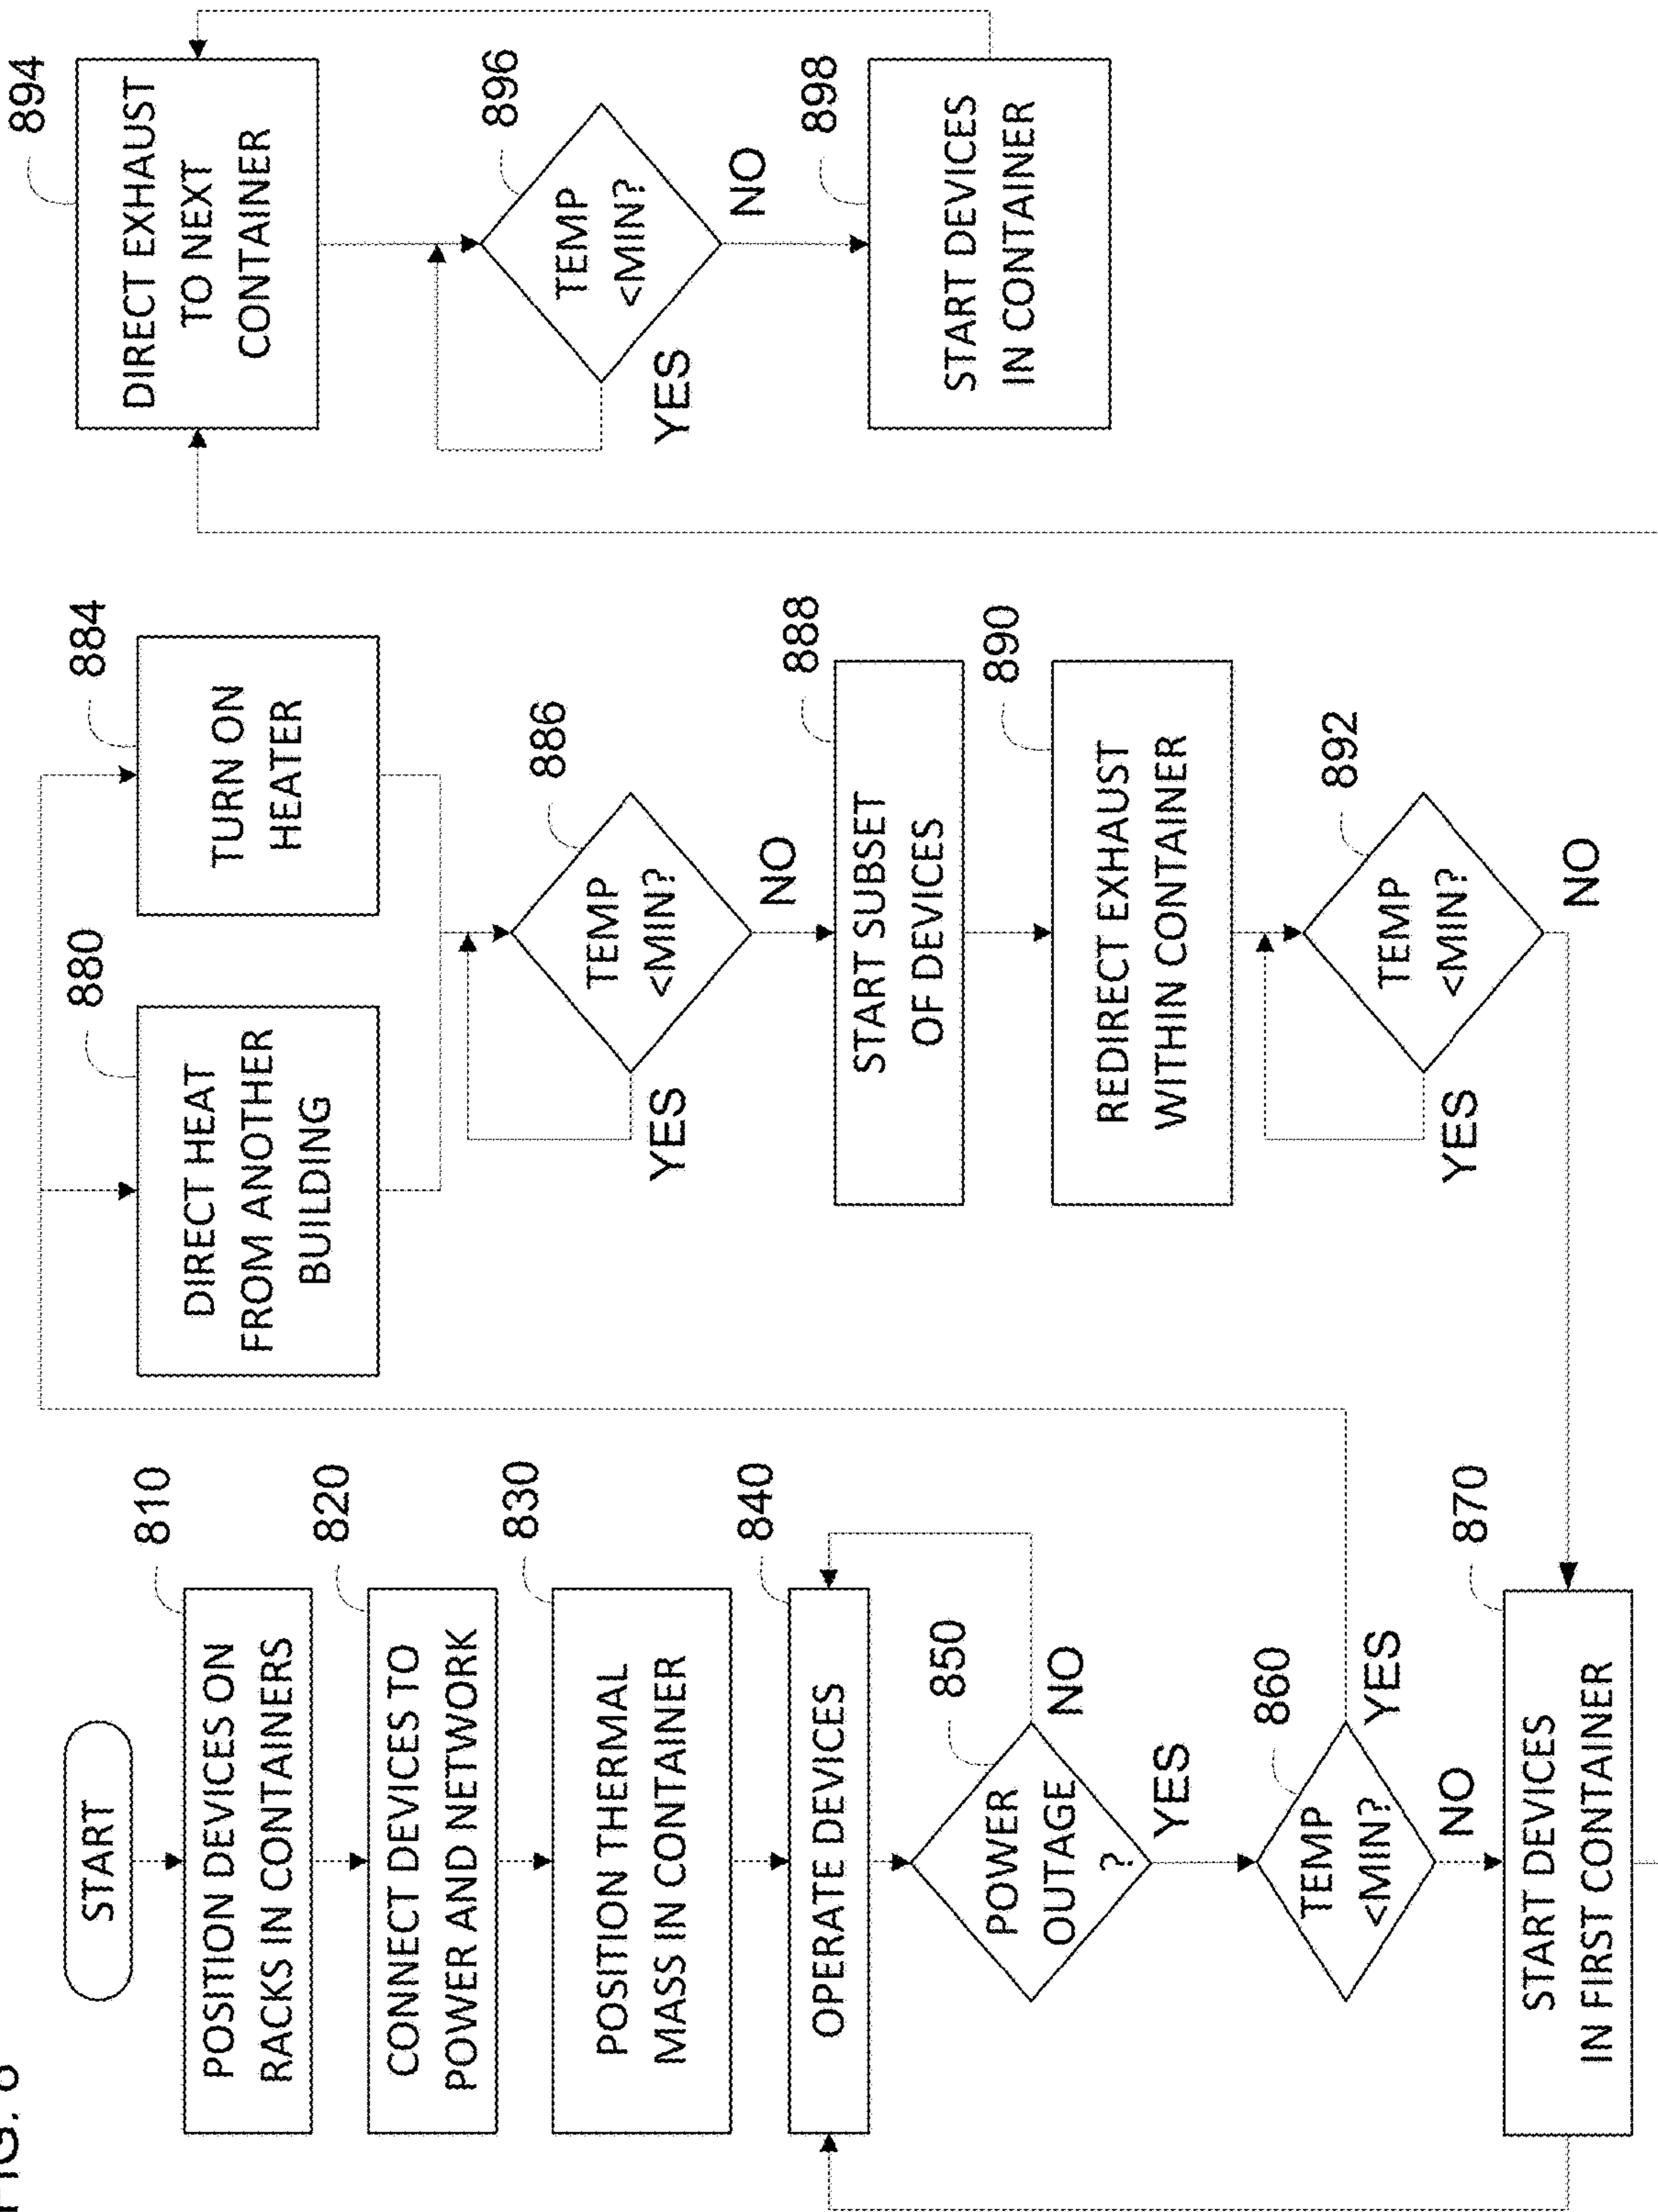 FIG. 8
START
810
POSITION DEVICES ON
RACKS IN CONTAINERS
820
CONNECT DEVICES TO
POWER AND NETWORK
830
POSITION THERMAL
MASS IN CONTAINER
840
OPERATE DEVICES
850
POWER
OUTAGE
?
NO
YES
860
TEMP
<MIN?
YES
NO
870
START DEVICES
IN FIRST CONTAINER
880
DIRECT HEAT
FROM ANOTHER
BUILDING
884
TURN ON
HEATER
886
TEMP
<MIN?
YES
NO
888
START SUBSET
OF DEVICES
890
REDIRECT EXHAUST
WITHIN CONTAINER
892
TEMP
<MIN?
YES
NO
894
DIRECT EXHAUST
TO NEXT
CONTAINER
896
TEMP
<MIN?
YES
NO
898
START DEVICES
IN CONTAINER